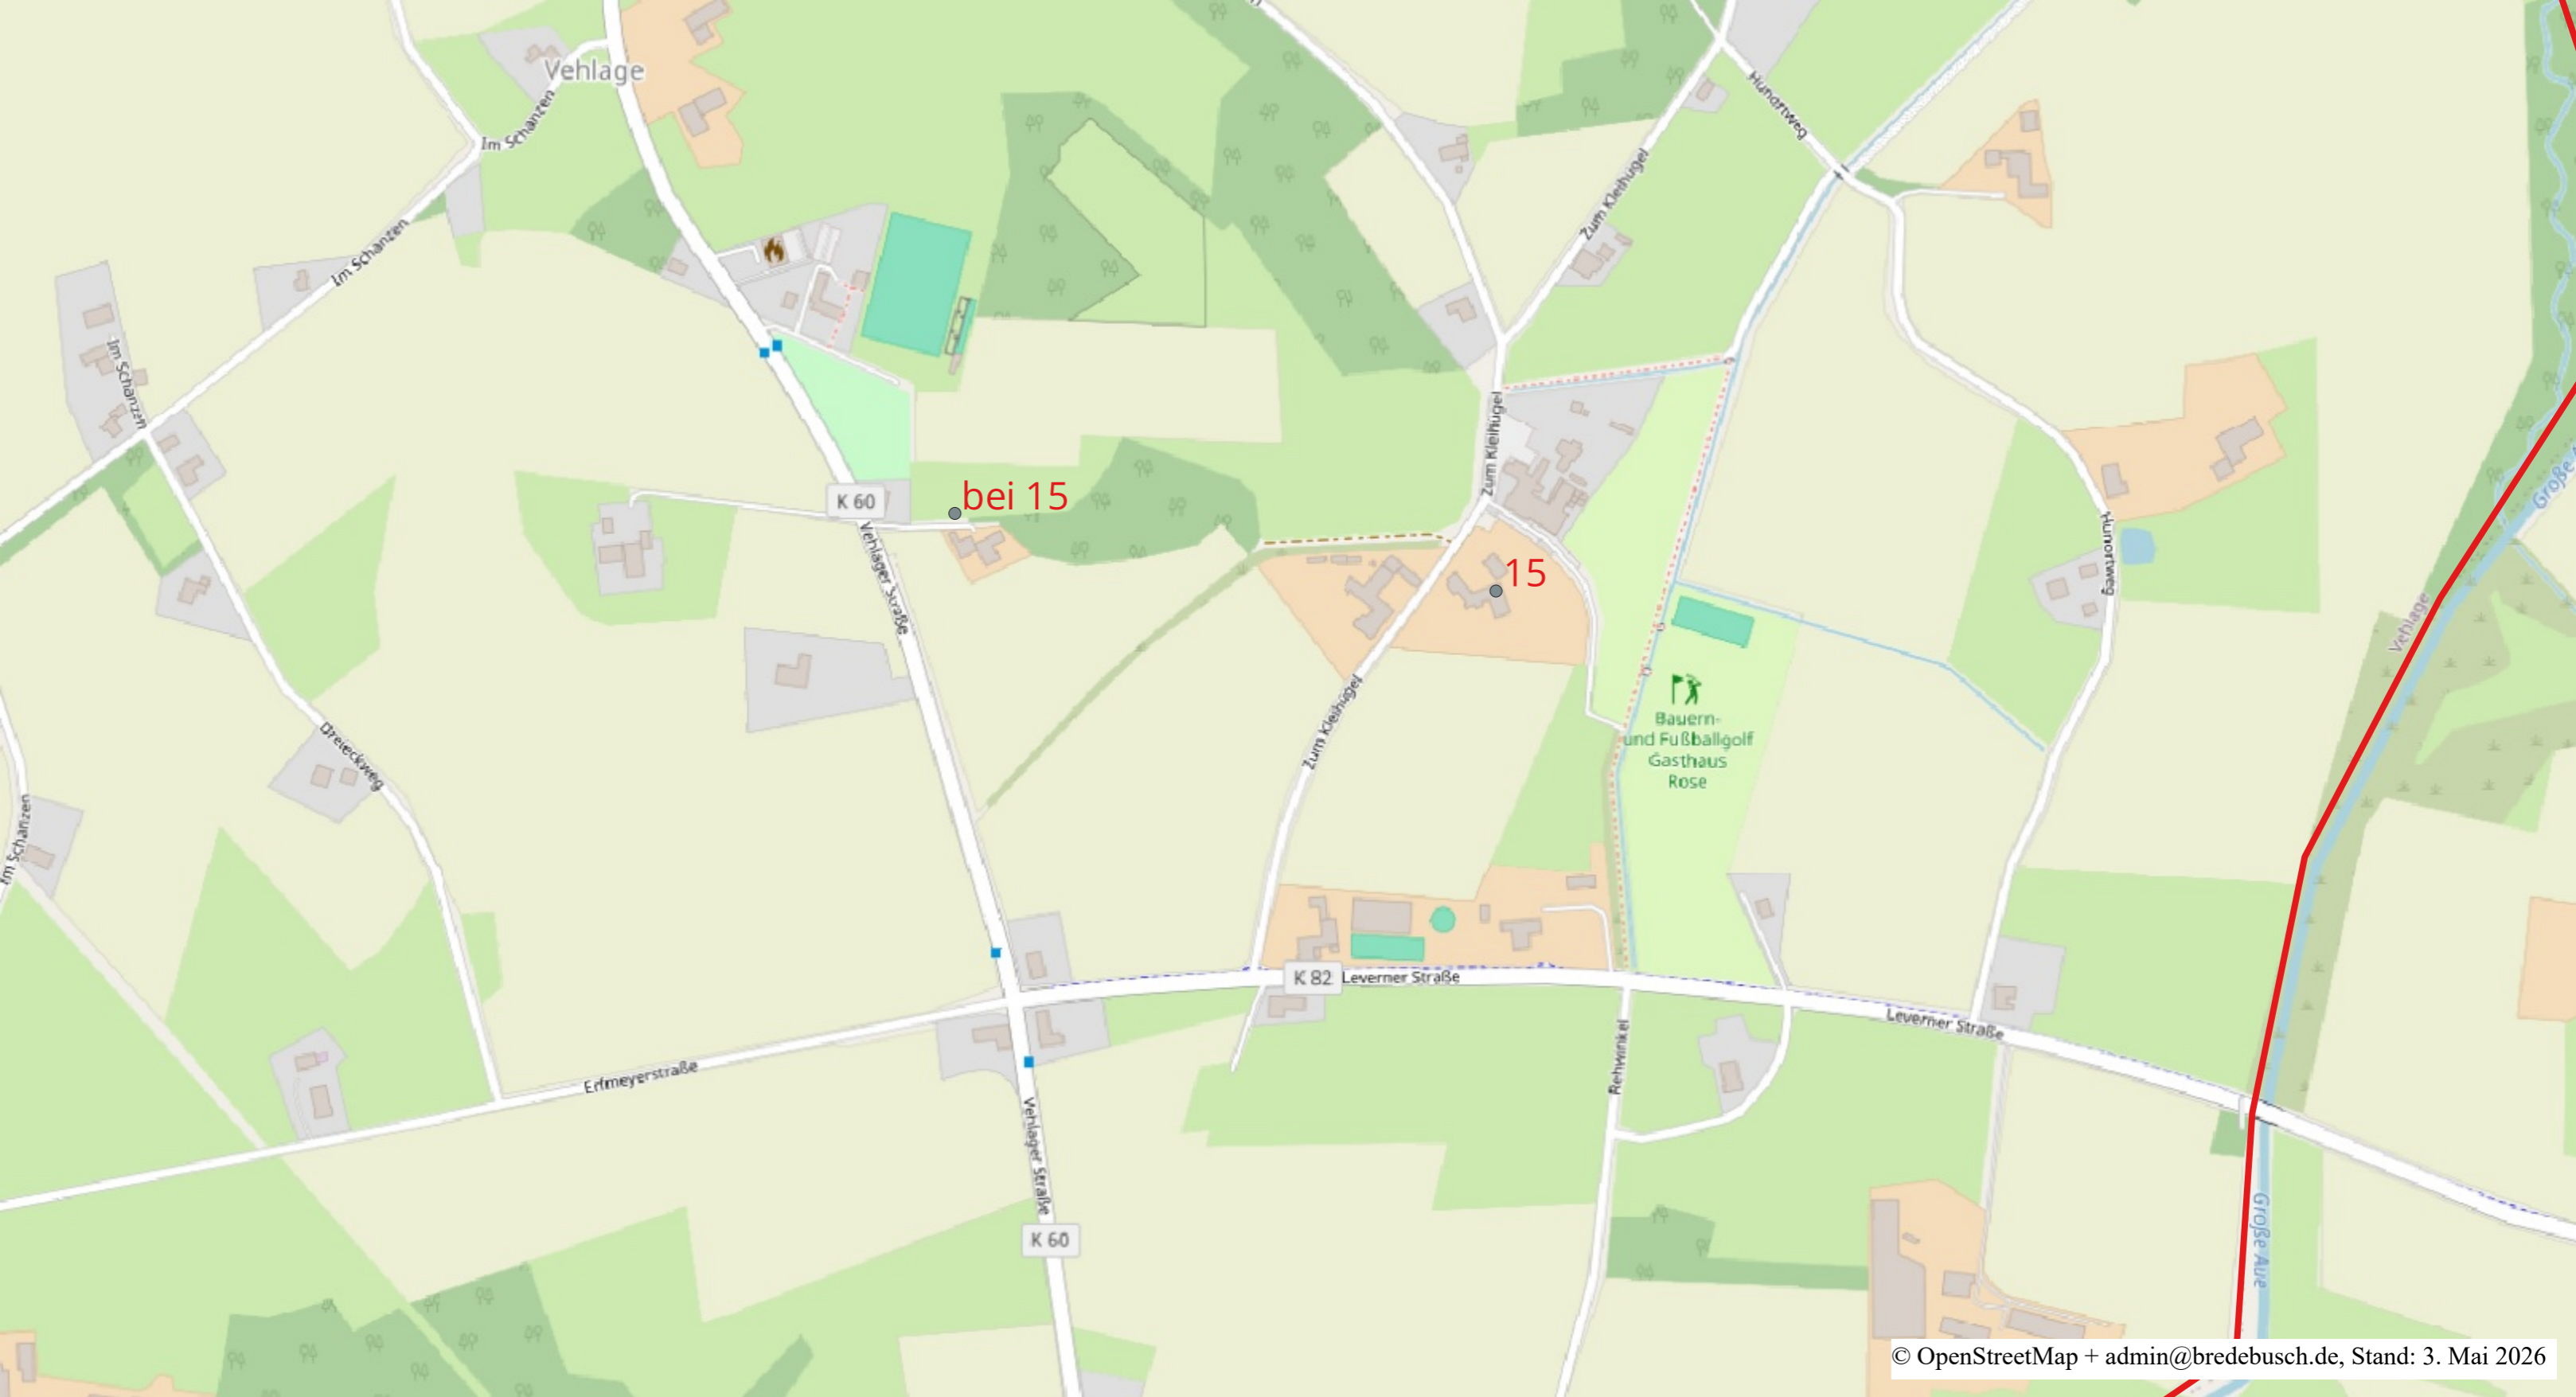 Vehlage
Im Schanzen
Hunortweg
Zum Kleihügel
Im Schanzen
Im Schanzen
Zum Kleihügel
K 60
bei 15
Große A
Vehlager Straße
15
Hunortweg
Vehlage
Zum Kleihügel
Dreieckweg
Bauern-
und Fußballgolf
Gasthaus
Rose
Im Schanzen
K 82
Leverner Straße
Leverner Straße
Erfmeyerstraße
Rehwinkel
Vehlager Straße
K 60
Große Aue
© OpenStreetMap + admin@bredebusch.de, Stand: 3. Mai 2026